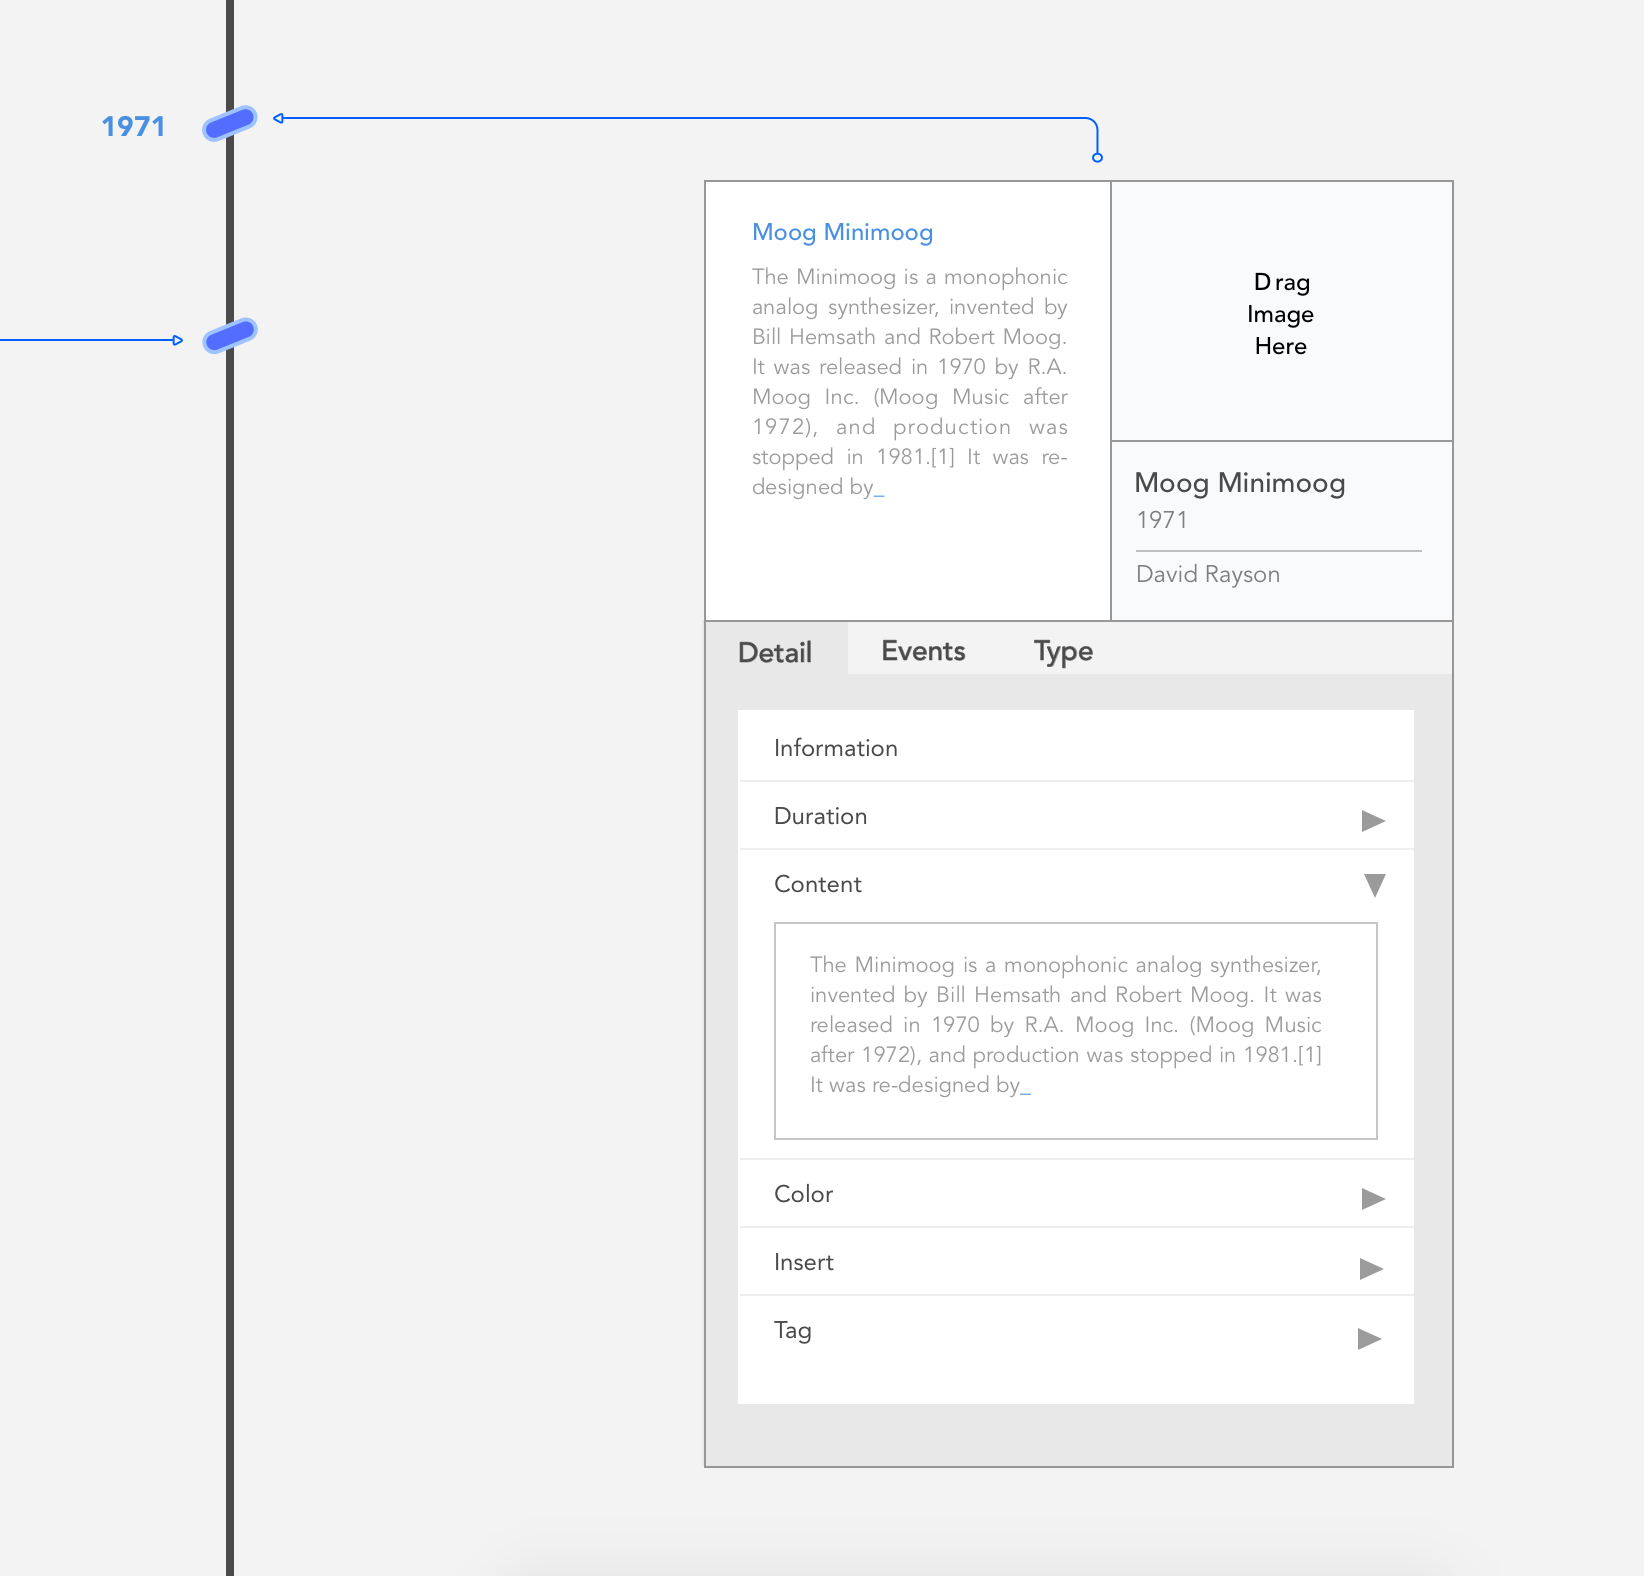 1971
Moog Minimoog
The Minimoog is a monophonic
analog synthesizer, invented by
Bill Hemsath and Robert Moog.
It was released in 1970 by R.A.
Moog Inc. (Moog Music after
1972), and production was
stopped in 1981.[1] It was re-
designed by_
Drag
Image
Here
Moog Minimoog
1971
David Rayson
Detail
Events
Type
Information
Duration
Content
The Minimoog is a monophonic analog synthesizer,
invented by Bill Hemsath and Robert Moog. It was
released in 1970 by R.A. Moog Inc. (Moog Music
after 1972), and production was stopped in 1981.[1]
It was re-designed by_
Color
Insert
Tag